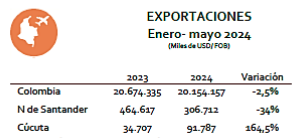 EXPORTACIONES
Enero- mayo 2024
(Miles de USD/ FOB)
2023 2024 Variación
Colombia 20.674.335 20.154.157 -2,5%
N de Santander 464.617 306.712 -34%
Cúcuta 34.707 91.787 164,5%